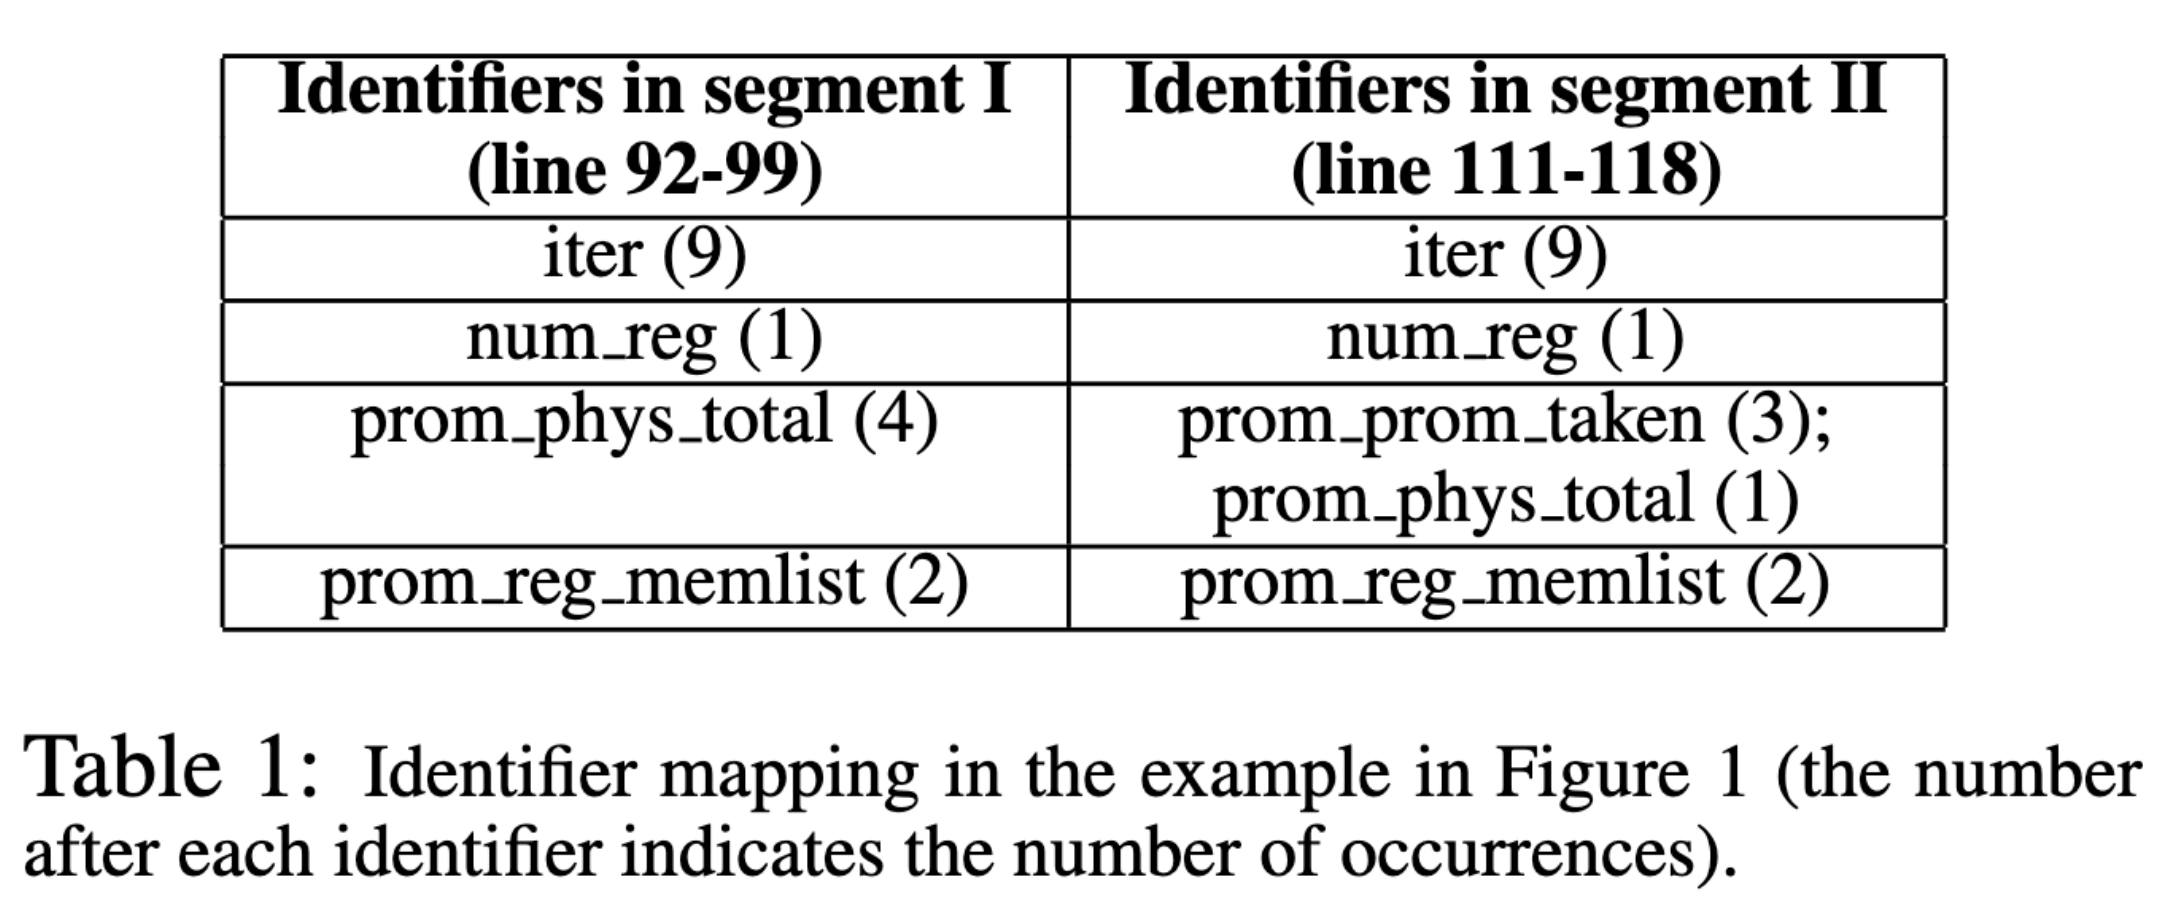 Identifiers in segment I Identifiers in segment II
(line 92-99) (line 111-118)
iter (9) iter (9)
num_reg (1) num_reg (1)
prom_phys_total (4) prom_prom_taken (3);
prom_phys_total (1)
prom_reg_memlist (2) prom_reg_memlist (2)
Table 1: Identifier mapping in the example in Figure 1 (the number
after each identifier indicates the number of occurrences).